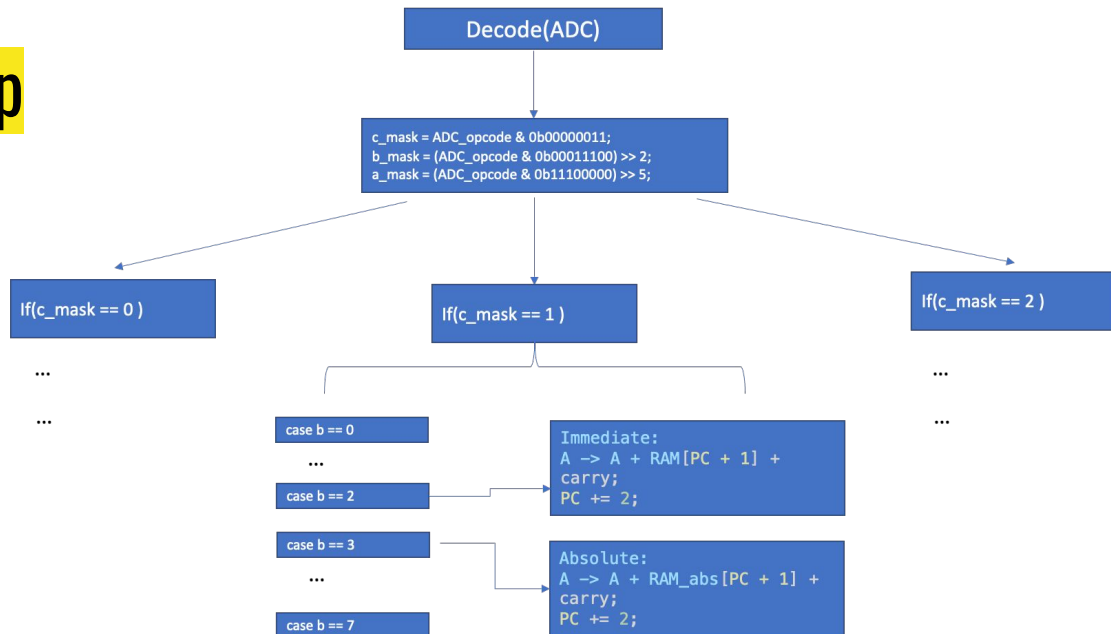 Decode(ADC)
p
c_mask = ADC_opcode & 0b00000011;
b_mask = (ADC_opcode & 0b00011100) >> 2;
a_mask = (ADC_opcode & 0b11100000) >> 5;
If(c_mask == 0 )
...
...
If(c_mask == 1 )
If(c_mask == 2 )
...
...
case b == 0
...
case b == 2
case b == 3
...
case b == 7
Immediate:
A -> A + RAM[PC + 1] +
carry;
PC += 2;
Absolute:
A -> A + RAM_abs[PC + 1] +
carry;
PC += 2;